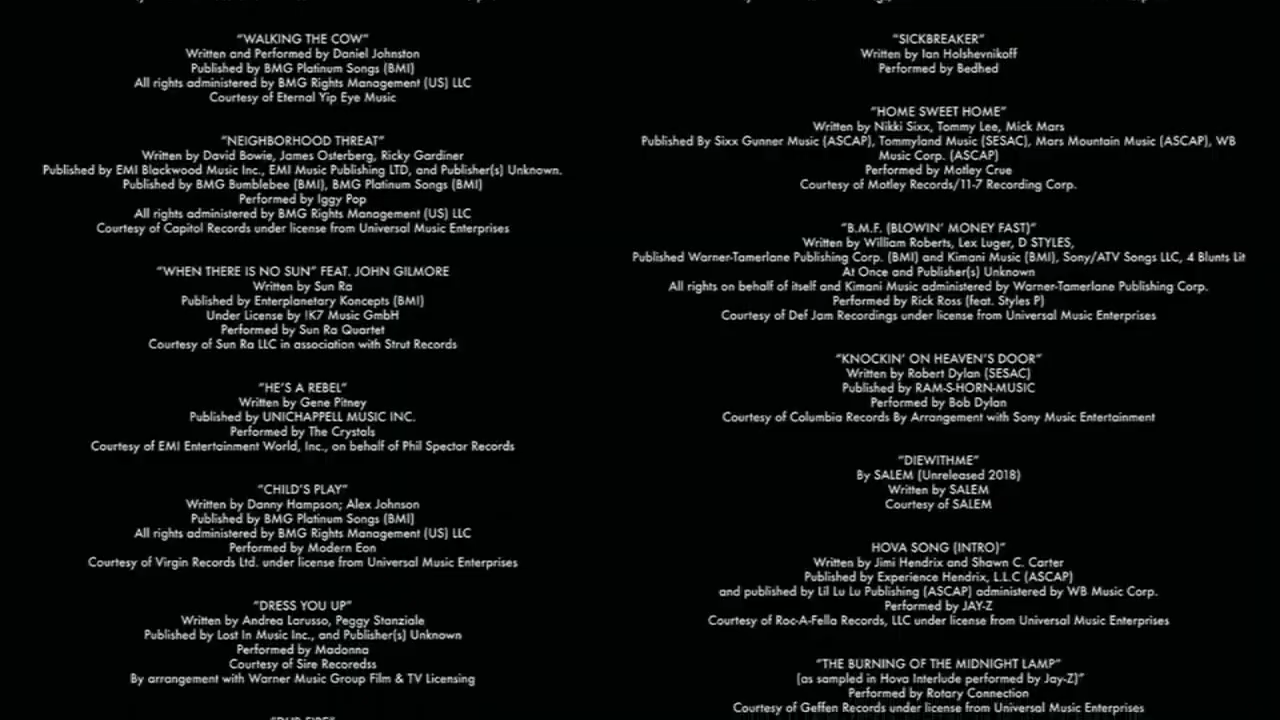 "WALKING THE COW"
Written and Performed by Daniel Johnston
Published by BMG Platinum Songs (BMI)
All rights administered by BMG Rights Management (US) LLC
Courtesy of Eternal Yip Eye Music
"NEIGHBORHOOD THREAT"
Written by David Bowie, James Osterberg, Ricky Gardiner
Published by EMI Blackwood Music Inc., EMI Music Publishing LTD, and Publisher(s) Unknown.
Published by BMG Bumblebee (BMI), BMG Platinum Songs (BMI)
Performed by Iggy Pop
All rights administered by BMG Rights Management (US) LLC
Courtesy of Capitol Records under license from Universal Music Enterprises
"WHEN THERE IS NO SUN" FEAT. JOHN GILMORE
Written by Sun Ra
Published by Enterplanetary Koncepts (BMI)
Under License by !K7 Music GmbH
Performed by Sun Ra Quartet
Courtesy of Sun Ra LLC in association with Strut Records
"HE'S A REBEL"
Written by Gene Pitney
Published by UNICHAPPELL MUSIC INC.
Performed by The Crystals
Courtesy of EMI Entertainment World, Inc., on behalf of Phil Spector Records
"CHILD'S PLAY"
Written by Danny Hampson; Alex Johnson
Published by BMG Platinum Songs (BMI)
All rights administered by BMG Rights Management (US) LLC
Performed by Modern Eon
Courtesy of Virgin Records Ltd. under license from Universal Music Enterprises
"DRESS YOU UP"
Written by Andrea Larusso, Peggy Stanziale
Published by Lost In Music Inc., and Publisher(s) Unknown
Performed by Madonna
Courtesy of Sire Recoredss
By arrangement with Warner Music Group Film & TV Licensing
"SICKBREAKER"
Written by Ian Holshevnikoff
Performed by Bedhed
"HOME SWEET HOME"
Written by Nikki Sixx, Tommy Lee, Mick Mars
Published By Sixx Gunner Music (ASCAP), Tommyland Music (SESAC), Mars Mountain Music (ASCAP), WB
Music Corp. (ASCAP)
Performed by Motley Crue
Courtesy of Motley Records/11-7 Recording Corp.
"B.M.F. (BLOWIN' MONEY FAST)"
Written by William Roberts, Lex Luger, D STYLES,
Published Warner-Tamerlane Publishing Corp. (BMI) and Kimani Music (BMI), Sony/ATV Songs LLC, 4 Blunts Lit
At Once and Publisher(s) Unknown
All rights on behalf of itself and Kimani Music administered by Warner-Tamerlane Publishing Corp.
Performed by Rick Ross (feat. Styles P)
Courtesy of Def Jam Recordings under license from Universal Music Enterprises
"KNOCKIN' ON HEAVEN'S DOOR"
Written by Robert Dylan (SESAC)
Published by RAM-S-HORN-MUSIC
Performed by Bob Dylan
Courtesy of Columbia Records By Arrangement with Sony Music Entertainment
"DIEWITHME"
By SALEM (Unreleased 2018)
Written by SALEM
Courtesy of SALEM
HOVA SONG (INTRO)"
Written by Jimi Hendrix and Shawn C. Carter
Published by Experience Hendrix, L.L.C (ASCAP)
and published by Lil Lu Lu Publishing (ASCAP) administered by WB Music Corp.
Performed by JAY-Z
Courtesy of Roc-A-Fella Records, LLC under license from Universal Music Enterprises
"THE BURNING OF THE MIDNIGHT LAMP"
(as sampled in Hova Interlude performed by Jay-Z)"
Performed by Rotary Connection
Courtesy of Geffen Records under license from Universal Music Enterprises